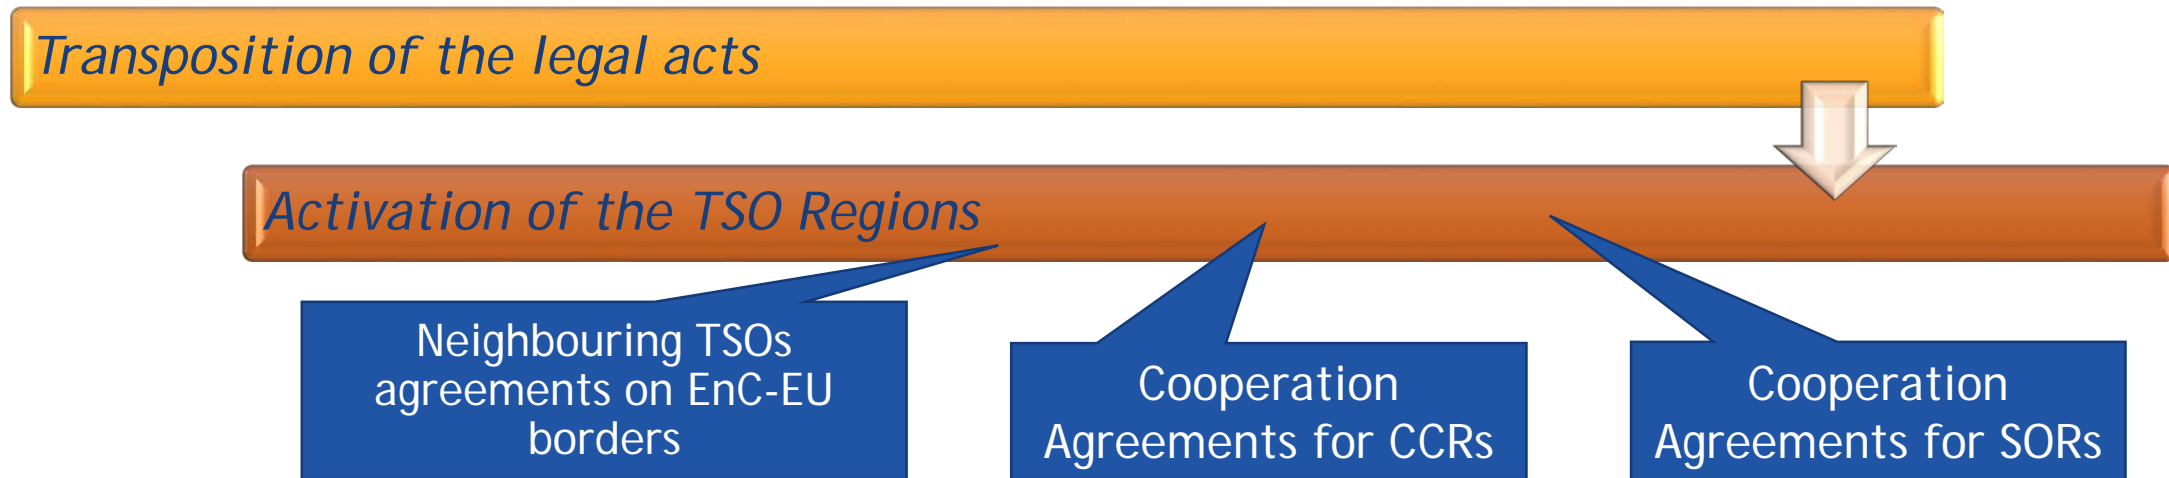 Transposition of the legal acts
Activation of the TSO Regions
Neighbouring TSOs
agreements on EnC-EU
borders
Cooperation
Agreements for CCRs
Cooperation
Agreements for SORs